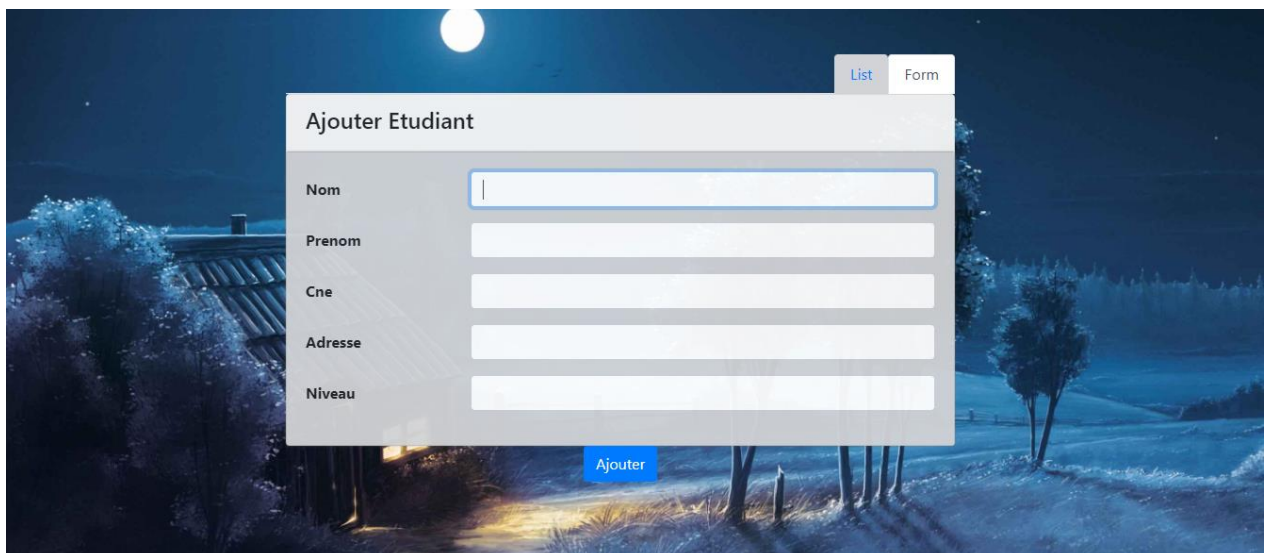 List Form
Ajouter Etudiant
Nom
Prenom
Cne
Adresse
Niveau
Ajouter